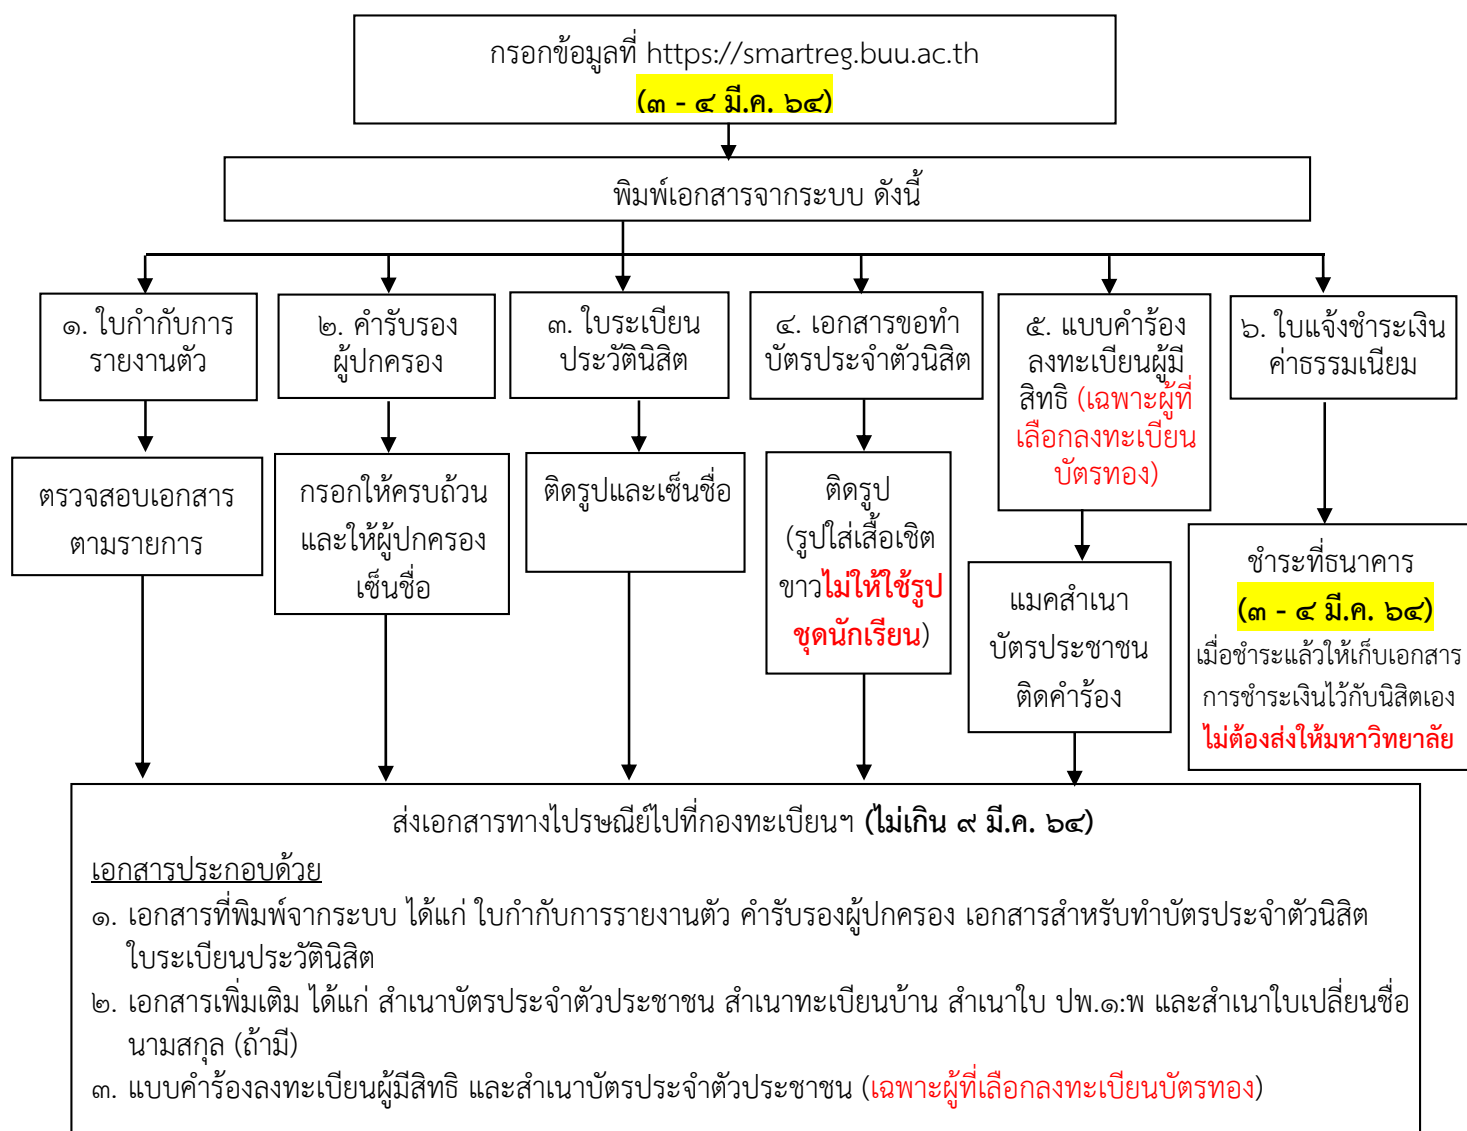 กรอกข้อมูลที่ https://smartreg.buu.ac.th
(๓ - ๔ มี.ค. ๖๔)
พิมพ์เอกสารจากระบบ ดังนี้
๑. ใบกำกับการ
รายงานตัว
๒. คำรับรอง
ผู้ปกครอง
๓. ใบระเบียน
ประวัตินิสิต
๔. เอกสารขอทำ
บัตรประจำตัวนิสิต
๕. แบบคำร้อง
ลงทะเบียนผู้มี
สิทธิ (เฉพาะผู้ที่
เลือกลงทะเบียน
บัตรทอง)
๖. ใบแจ้งชำระเงิน
ค่าธรรมเนียม
ตรวจสอบเอกสาร
ตามรายการ
กรอกให้ครบถ้วน
และให้ผู้ปกครอง
เซ็นชื่อ
ติดรูปและเซ็นชื่อ
ติดรูป
(รูปใส่เสื้อเชิต
ขาวไม่ให้ใช้รูป
ชุดนักเรียน)
แมคสำเนา
บัตรประชาชน
ติดคำร้อง
ชำระที่ธนาคาร
(๓ - ๔ มี.ค. ๖๔)
เมื่อชำระแล้วให้เก็บเอกสาร
การชำระเงินไว้กับนิสิตเอง
ไม่ต้องส่งให้มหาวิทยาลัย
ส่งเอกสารทางไปรษณีย์ไปที่กองทะเบียนฯ (ไม่เกิน ๙ มี.ค. ๖๔)
เอกสารประกอบด้วย
๑. เอกสารที่พิมพ์จากระบบ ได้แก่ ใบกำกับการรายงานตัว คำรับรองผู้ปกครอง เอกสารสำหรับทำบัตรประจำตัวนิสิต
ใบระเบียนประวัตินิสิต
๒. เอกสารเพิ่มเติม ได้แก่ สำเนาบัตรประจำตัวประชาชน สำเนาทะเบียนบ้าน สำเนาใบ ปพ.๑:พ และสำเนาใบเปลี่ยนชื่อ
นามสกุล (ถ้ามี)
๓. แบบคำร้องลงทะเบียนผู้มีสิทธิ และสำเนาบัตรประจำตัวประชาชน (เฉพาะผู้ที่เลือกลงทะเบียนบัตรทอง)